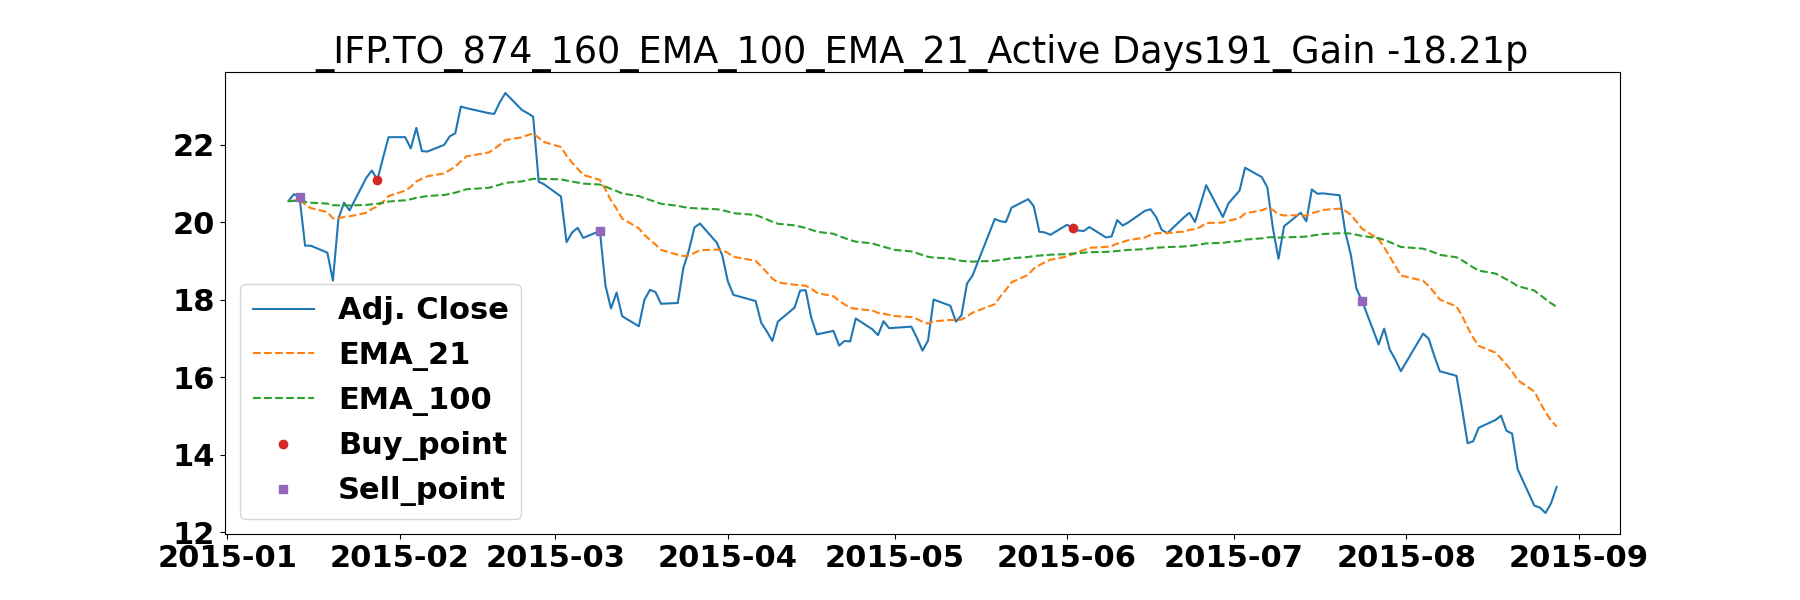 _IFP.TO_874_160_EMA_100_EMA_21_Active Days191_Gain -18.21p
22
20
18
16
14
12
Adj. Close
EMA_21
EMA_100
Buy_point
Sell_point
2015-01 2015-02 2015-03 2015-04 2015-05 2015-06 2015-07 2015-08 2015-09